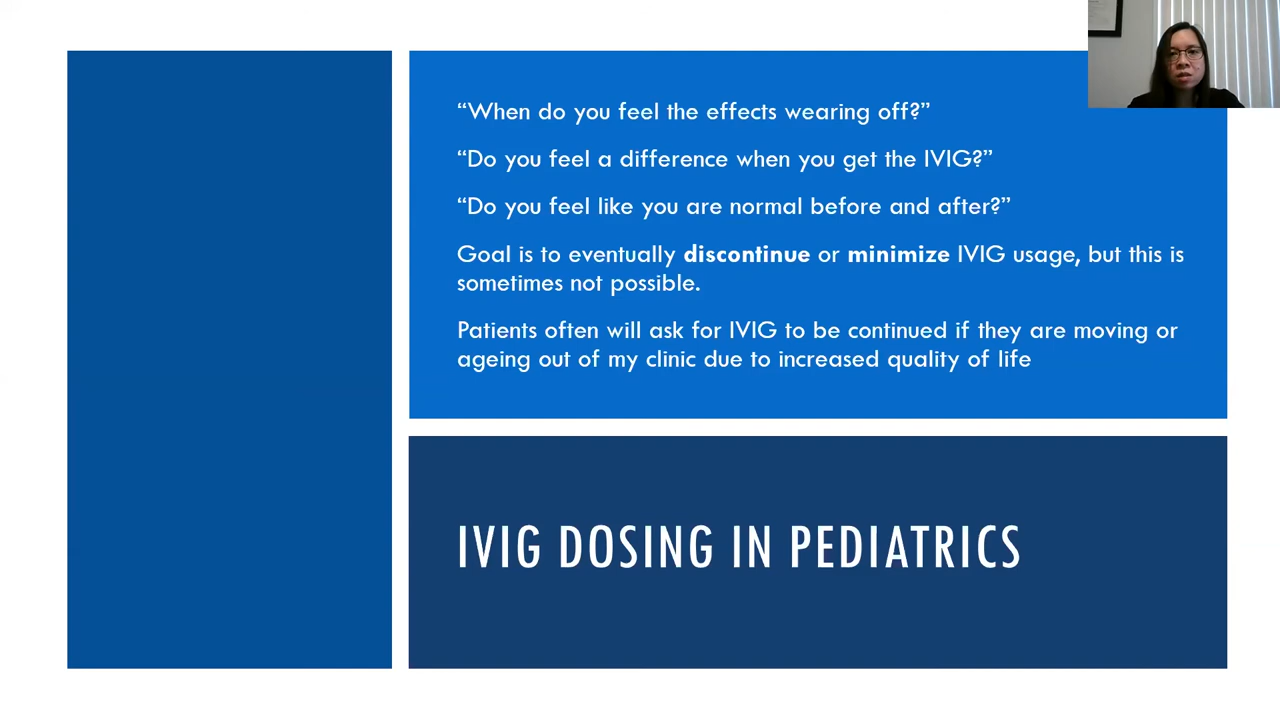 “When do you feel the effects wearing off?”
“Do you feel a difference when you get the IVIG?”
“Do you feel like you are normal before and after?”
Goal is to eventually discontinue or minimize IVIG usage, but this is
sometimes not possible.
Patients often will ask for IVIG to be continued if they are moving or
ageing out of my clinic due to increased quality of life
IVIG DOSING IN PEDIATRICS